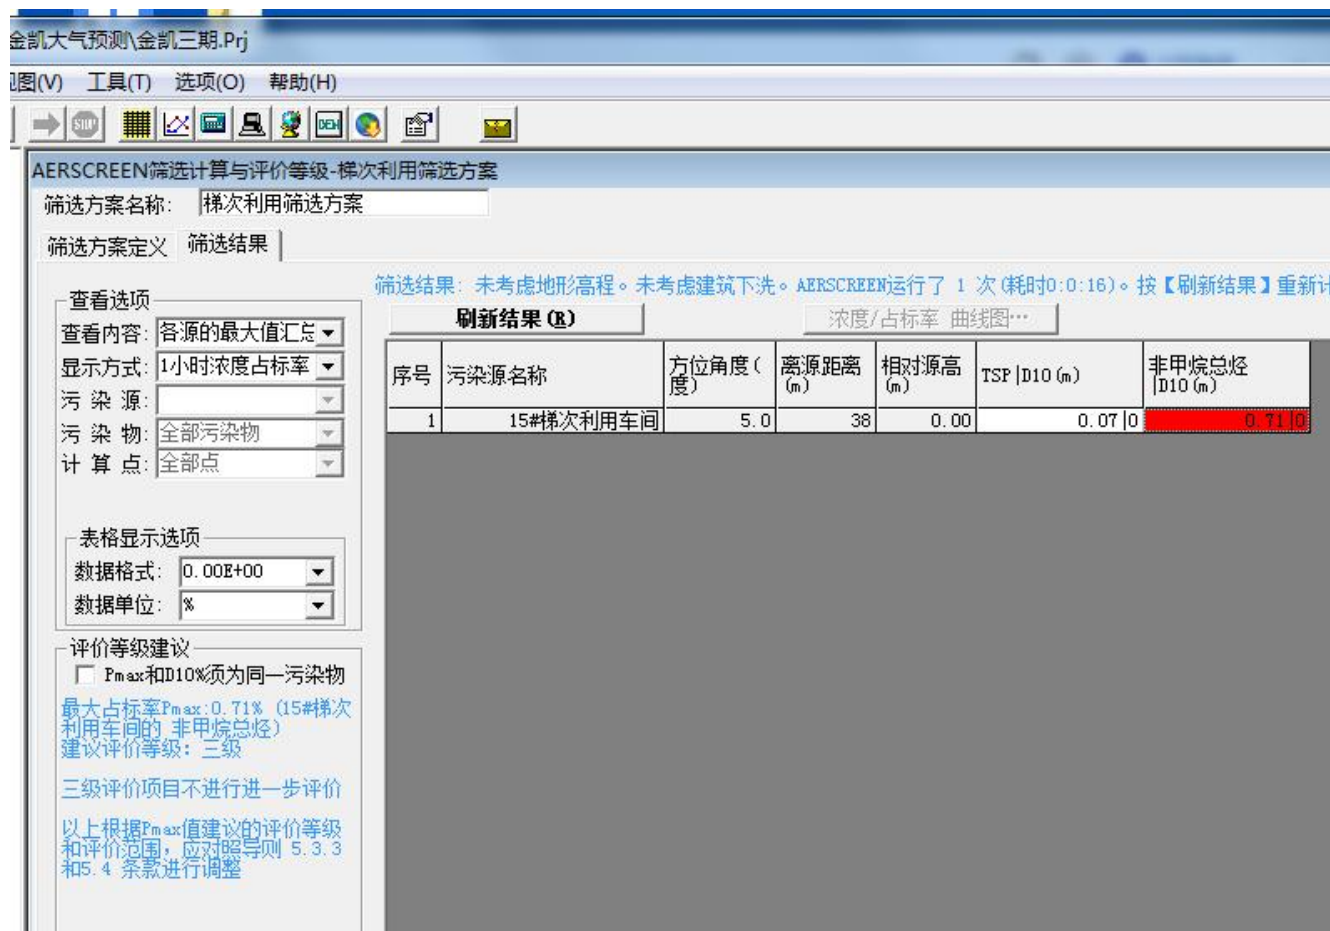 金凯大气预测\金凯三期.Prj
图(V) 工具(T) 选项(O) 帮助(H)
STOP
DEM
AERSCREEN筛选计算与评价等级-梯次利用筛选方案
筛选方案名称: 梯次利用筛选方案
筛选方案定义 筛选结果
筛选结果: 未考虑地形高程。未考虑建筑下洗。AERSCREEN运行了 1 次(耗时0:0:16)。按【刷新结果】重新计
刷新结果(R) 浓度/占标率 曲线图…
查看选项
查看内容: 各源的最大值汇总
显示方式: 1小时浓度占标率
污 染 源:
污 染 物: 全部污染物
计 算 点: 全部点
序号 污染源名称 方位角度(度) 离源距离(m) 相对源高(m) TSP|D10(m) 非甲烷总烃|D10(m)
1 15#梯次利用车间 5.0 38 0.00 0.07|0 0.71|0
表格显示选项
数据格式: 0.00E+00
数据单位: %
评价等级建议
Pmax和D10%须为同一污染物
最大占标率Pmax:0.71% (15#梯次
利用车间的 非甲烷总烃)
建议评价等级: 三级
三级评价项目不进行进一步评价
以上根据Pmax值建议的评价等级
和评价范围，应对照导则 5.3.3
和5.4 条款进行调整